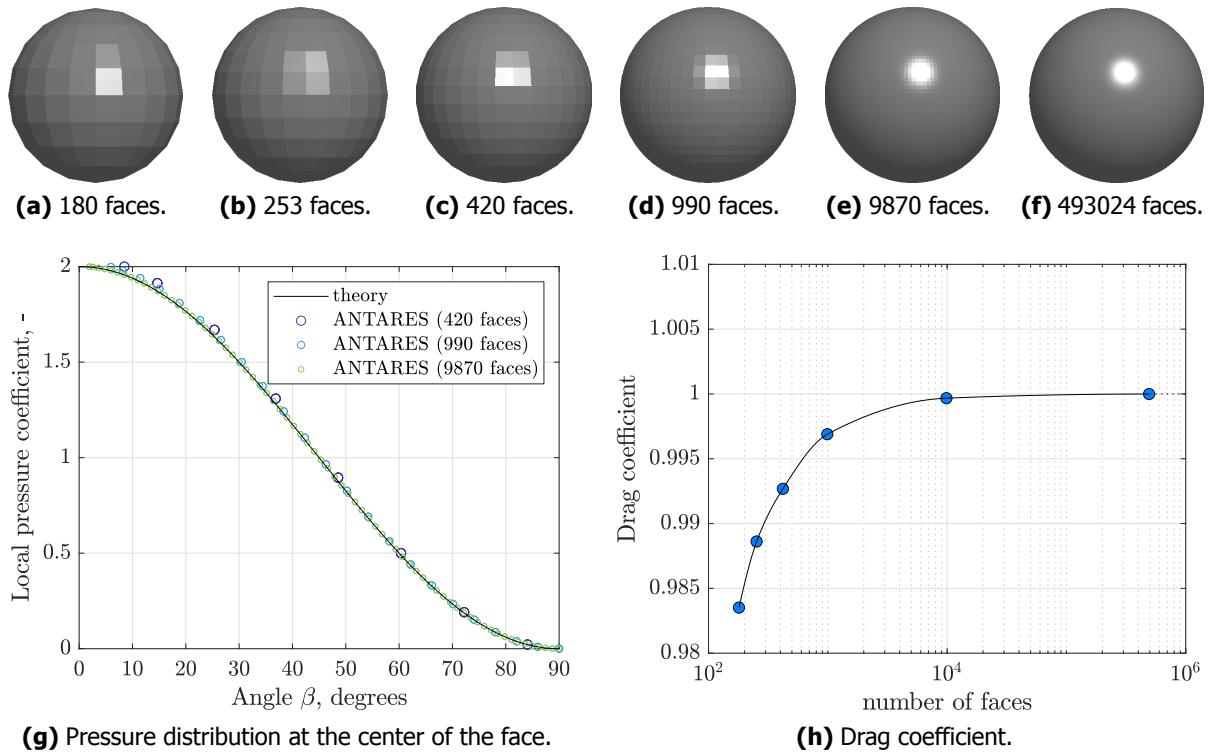 (a) 180 faces.
(b) 253 faces.
(c) 420 faces.
(d) 990 faces.
(e) 9870 faces.
(f) 493024 faces.
2
1.5
1
0.5
0
Local pressure coefficient, -
theory
ANTARES (420 faces)
ANTARES (990 faces)
ANTARES (9870 faces)
0 10 20 30 40 50 60 70 80 90
Angle β, degrees
(g) Pressure distribution at the center of the face.
1.01
1.005
1
0.995
0.99
0.985
0.98
Drag coefficient
10² 10⁴ 10⁶
number of faces
(h) Drag coefficient.